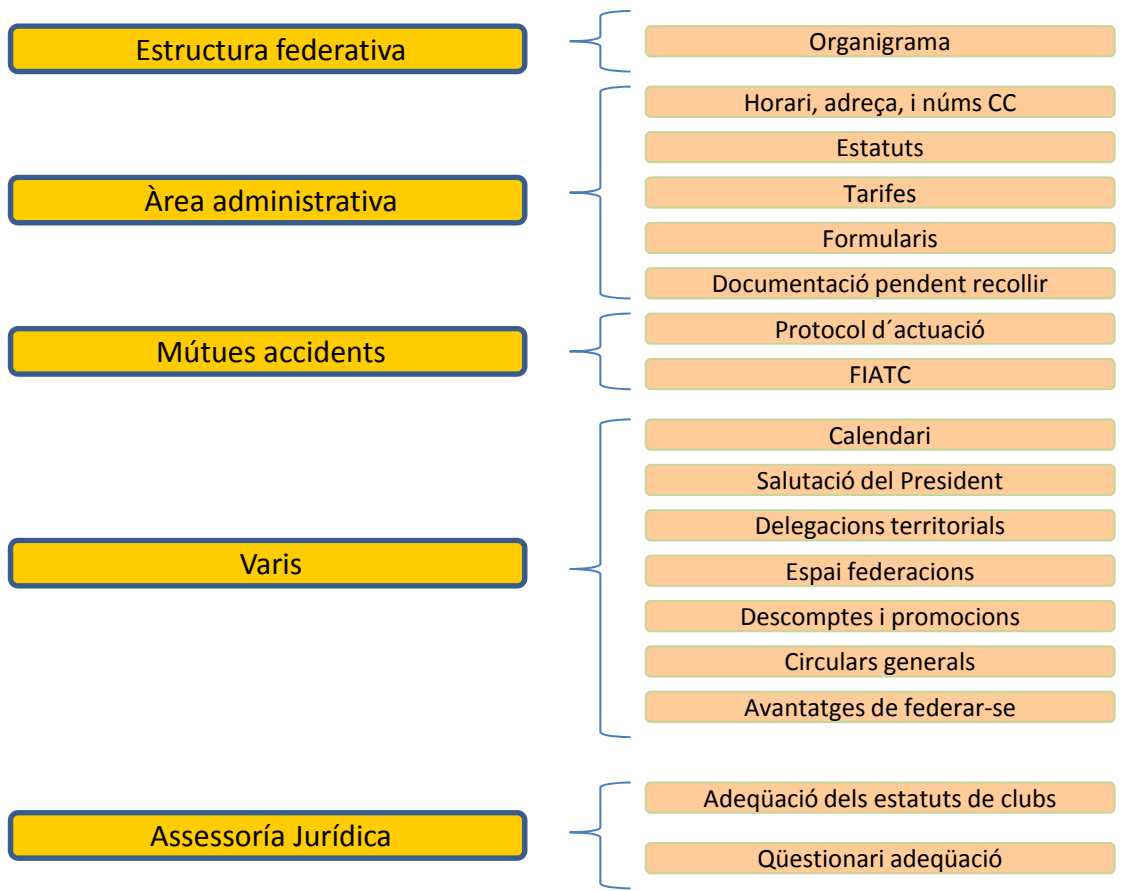 Estructura federativa
Organigrama
Àrea administrativa
Horari, adreça, i núms CC
Estatuts
Tarifes
Formularis
Documentació pendent recollir
Mútues accidents
Protocol d´actuació
FIATC
Varis
Calendari
Salutació del President
Delegacions territorials
Espai federacions
Descomptes i promocions
Circulars generals
Avantatges de federar-se
Assessoría Jurídica
Adeqüació dels estatuts de clubs
Qüestionari adeqüació